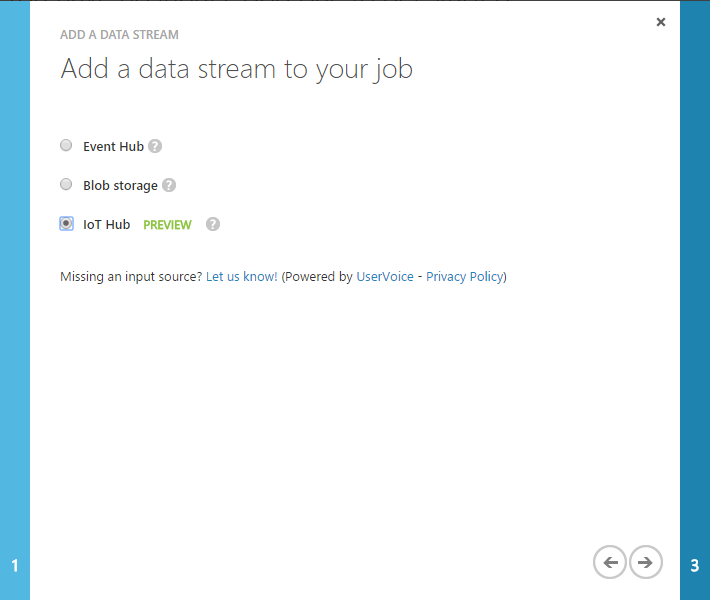 ADD A DATA STREAM
Add a data stream to your job
Event Hub ?
Blob storage ?
IoT Hub PREVIEW ?
Missing an input source? Let us know! (Powered by UserVoice - Privacy Policy)
1
3